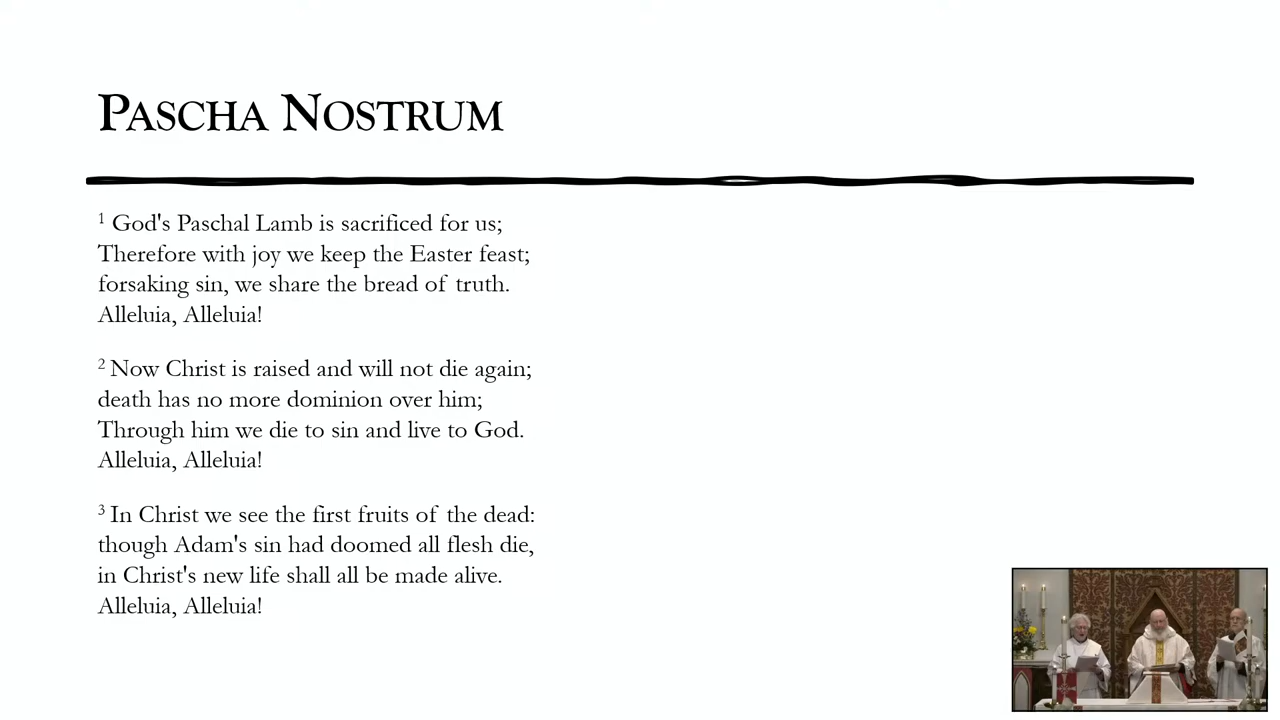 PASCHA NOSTRUM
1 God's Paschal Lamb is sacrificed for us;
Therefore with joy we keep the Easter feast;
forsaking sin, we share the bread of truth.
Alleluia, Alleluia!
2 Now Christ is raised and will not die again;
death has no more dominion over him;
Through him we die to sin and live to God.
Alleluia, Alleluia!
3 In Christ we see the first fruits of the dead:
though Adam's sin had doomed all flesh die,
in Christ's new life shall all be made alive.
Alleluia, Alleluia!